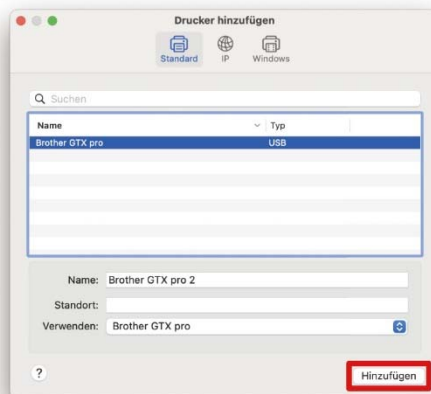 Drucker hinzufügen
Standard IP Windows
Suchen
Name Typ
Brother GTX pro USB
Name: Brother GTX pro 2
Standort:
Verwenden: Brother GTX pro
? Hinzufügen